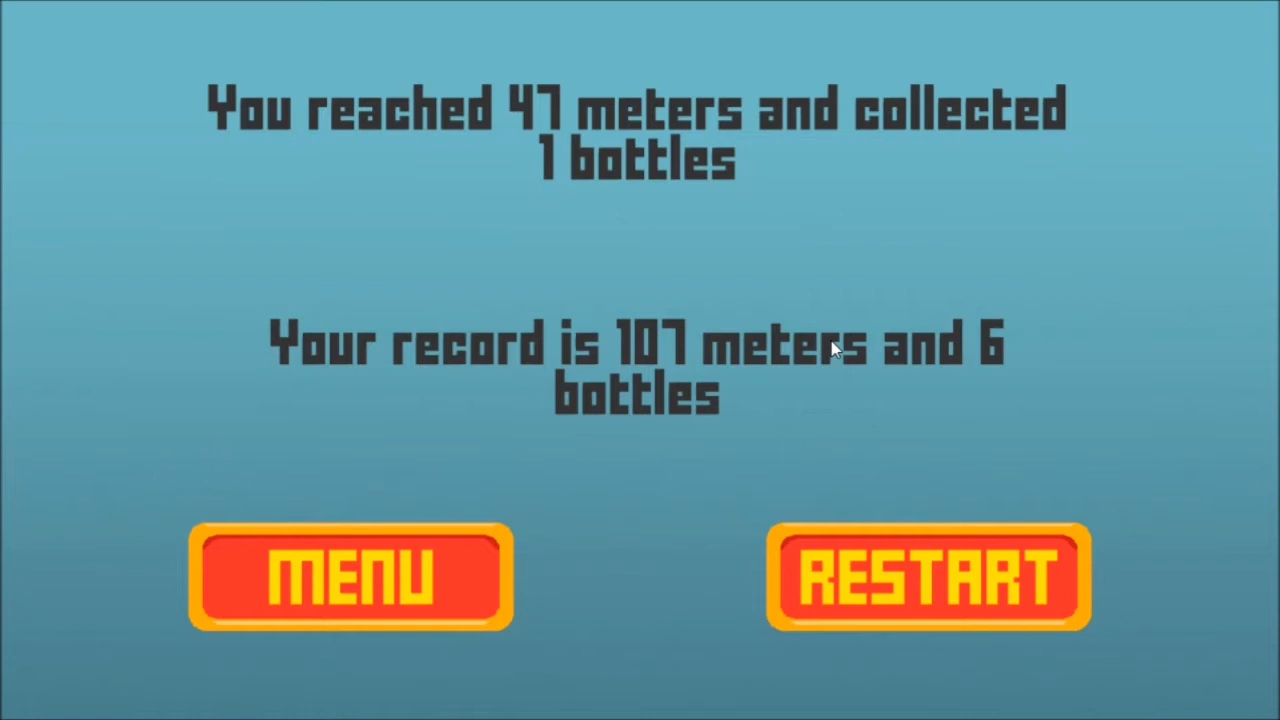 You reached 47 meters and collected
1 bottles
Your record is 107 meters and 6
bottles
MENU
RESTART